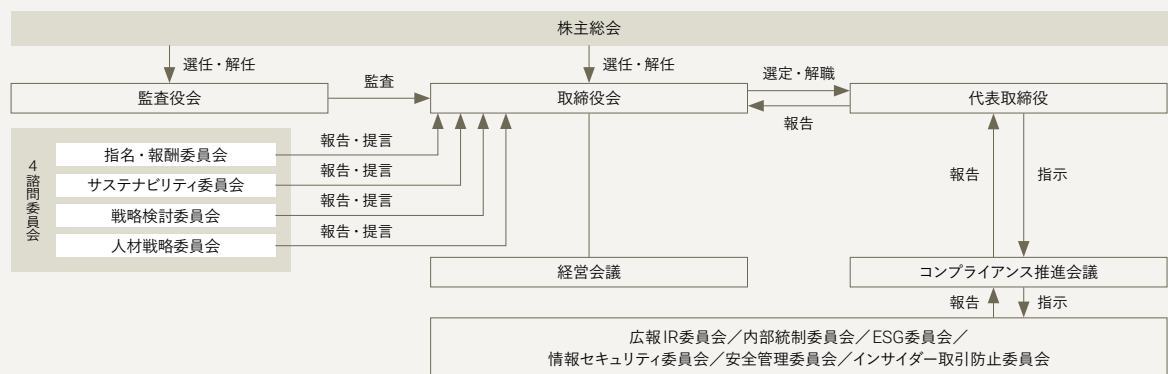 株主総会
選任・解任
選任・解任
監査役会
監査
取締役会
選定・解職
報告
代表取締役
4諮問委員会
指名・報酬委員会
報告・提言
サステナビリティ委員会
報告・提言
戦略検討委員会
報告・提言
人材戦略委員会
報告・提言
報告
指示
経営会議
コンプライアンス推進会議
報告
指示
広報IR委員会／内部統制委員会／ESG委員会／
情報セキュリティ委員会／安全管理委員会／インサイダー取引防止委員会